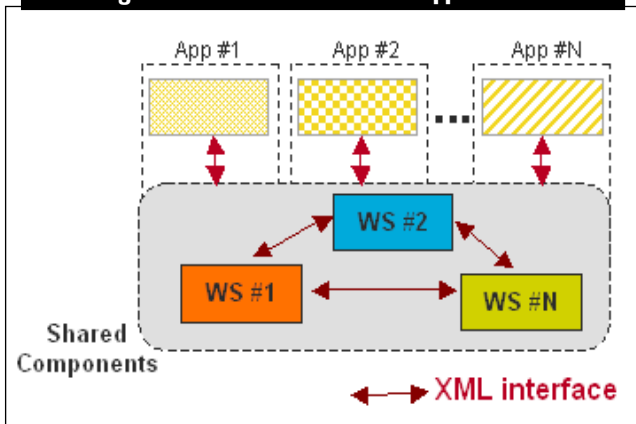 App #1 App #2 App #N
...
WS #2
WS #1
WS #N
Shared
Components
XML interface